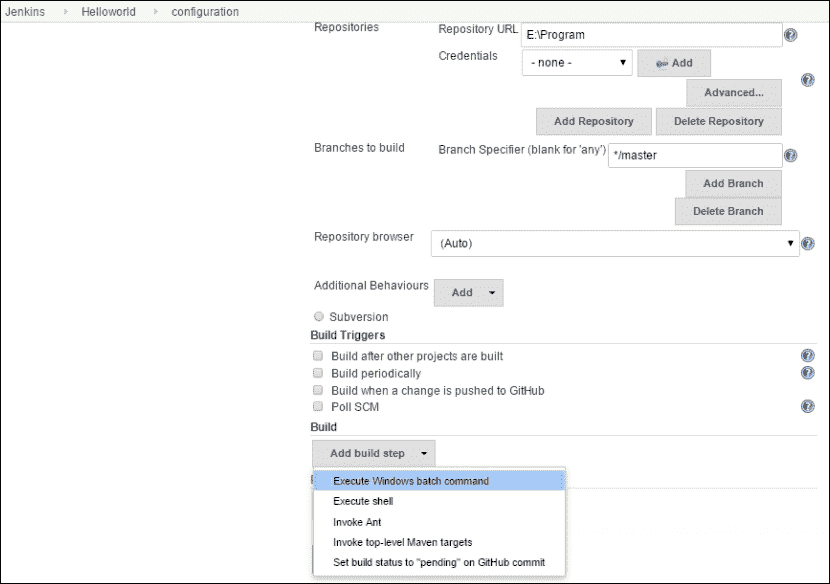 Jenkins Helloworld configuration
Repositories
Repository URL E:\Program
Credentials - none - Add
Advanced...
Add Repository Delete Repository
Branches to build Branch Specifier (blank for 'any') */master
Add Branch
Delete Branch
Repository browser (Auto)
Additional Behaviours Add
Subversion
Build Triggers
Build after other projects are built
Build periodically
Build when a change is pushed to GitHub
Poll SCM
Build
Add build step
Execute Windows batch command
Execute shell
Invoke Ant
Invoke top-level Maven targets
Set build status to "pending" on GitHub commit